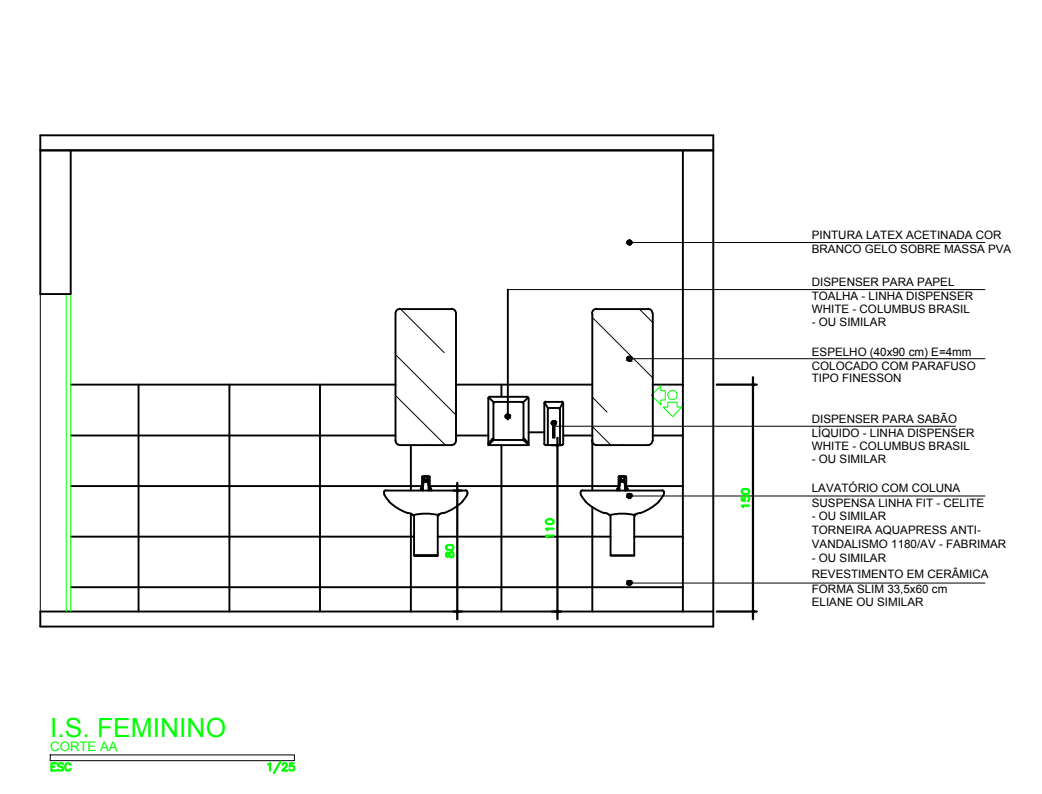 PINTURA LATEX ACETINADA COR
BRANCO GELO SOBRE MASSA PVA
DISPENSER PARA PAPEL
TOALHA - LINHA DISPENSER
WHITE - COLUMBUS BRASIL
- OU SIMILAR
ESPELHO (40x90 cm) E=4mm
COLOCADO COM PARAFUSO
TIPO FINESSON
DISPENSER PARA SABÃO
LÍQUIDO - LINHA DISPENSER
WHITE - COLUMBUS BRASIL
- OU SIMILAR
LAVATÓRIO COM COLUNA
SUSPENSA LINHA FIT - CELITE
- OU SIMILAR
TORNEIRA AQUAPRESS ANTI-
VANDALISMO 1180/AV - FABRIMAR
- OU SIMILAR
REVESTIMENTO EM CERÂMICA
FORMA SLIM 33,5x60 cm
ELIANE OU SIMILAR
80
110
150
I.S. FEMININO
CORTE AA
ESC 1/25